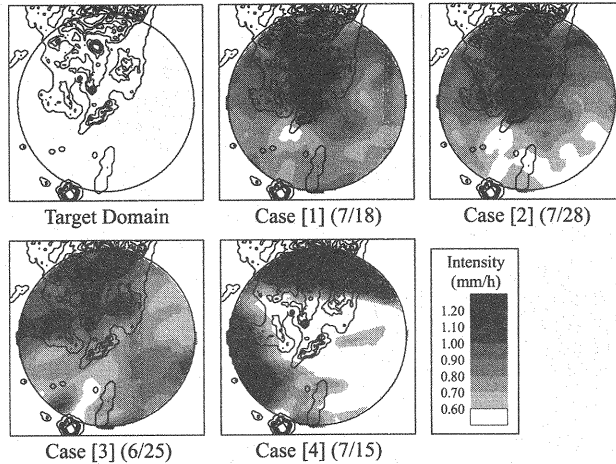 Target Domain
Case [1] (7/18)
Case [2] (7/28)
Case [3] (6/25)
Case [4] (7/15)
Intensity
(mm/h)
1.20
1.10
1.00
0.90
0.80
0.70
0.60